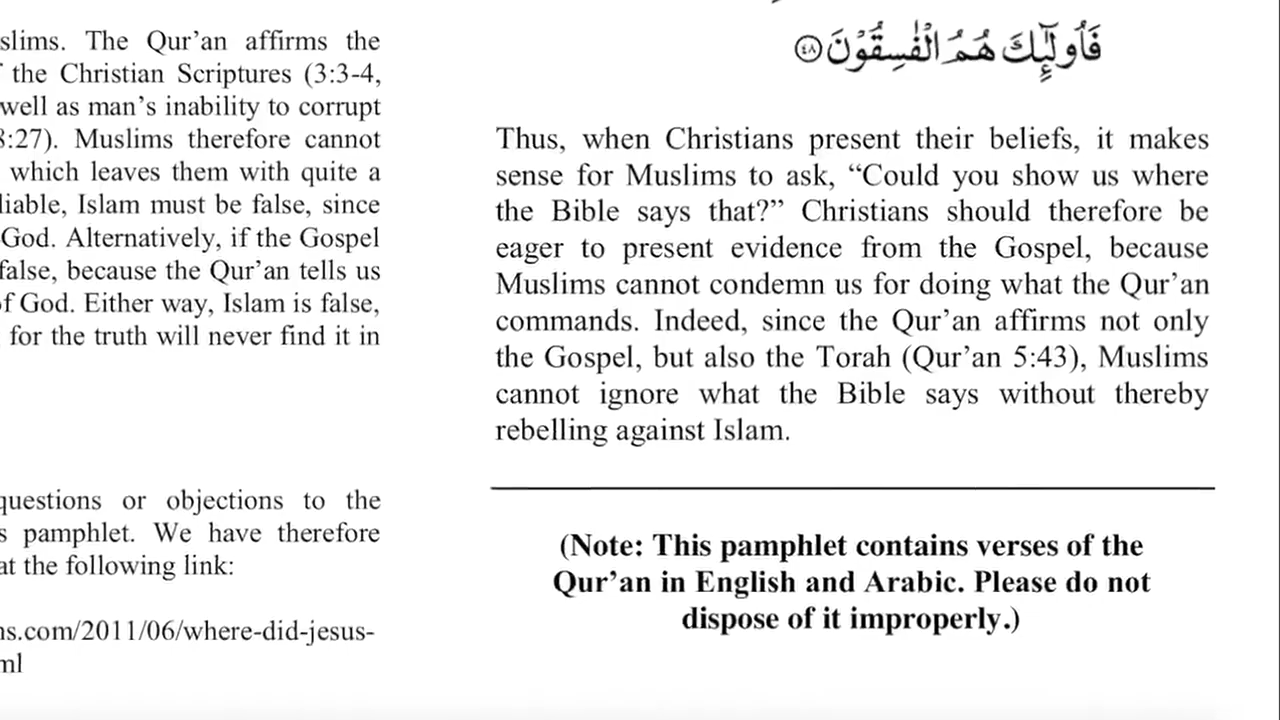 slims. The Qur’an affirms the
the Christian Scriptures (3:3-4,
well as man’s inability to corrupt
:27). Muslims therefore cannot
which leaves them with quite a
liable, Islam must be false, since
God. Alternatively, if the Gospel
false, because the Qur’an tells us
of God. Either way, Islam is false,
for the truth will never find it in
questions or objections to the
s pamphlet. We have therefore
at the following link:
ns.com/2011/06/where-did-jesus-
ml
فَأُولَٰٓئِكَ هُمُ الْفَٰسِقُوْنَ ٤٨
Thus, when Christians present their beliefs, it makes
sense for Muslims to ask, “Could you show us where
the Bible says that?” Christians should therefore be
eager to present evidence from the Gospel, because
Muslims cannot condemn us for doing what the Qur’an
commands. Indeed, since the Qur’an affirms not only
the Gospel, but also the Torah (Qur’an 5:43), Muslims
cannot ignore what the Bible says without thereby
rebelling against Islam.
(Note: This pamphlet contains verses of the
Qur’an in English and Arabic. Please do not
dispose of it improperly.)